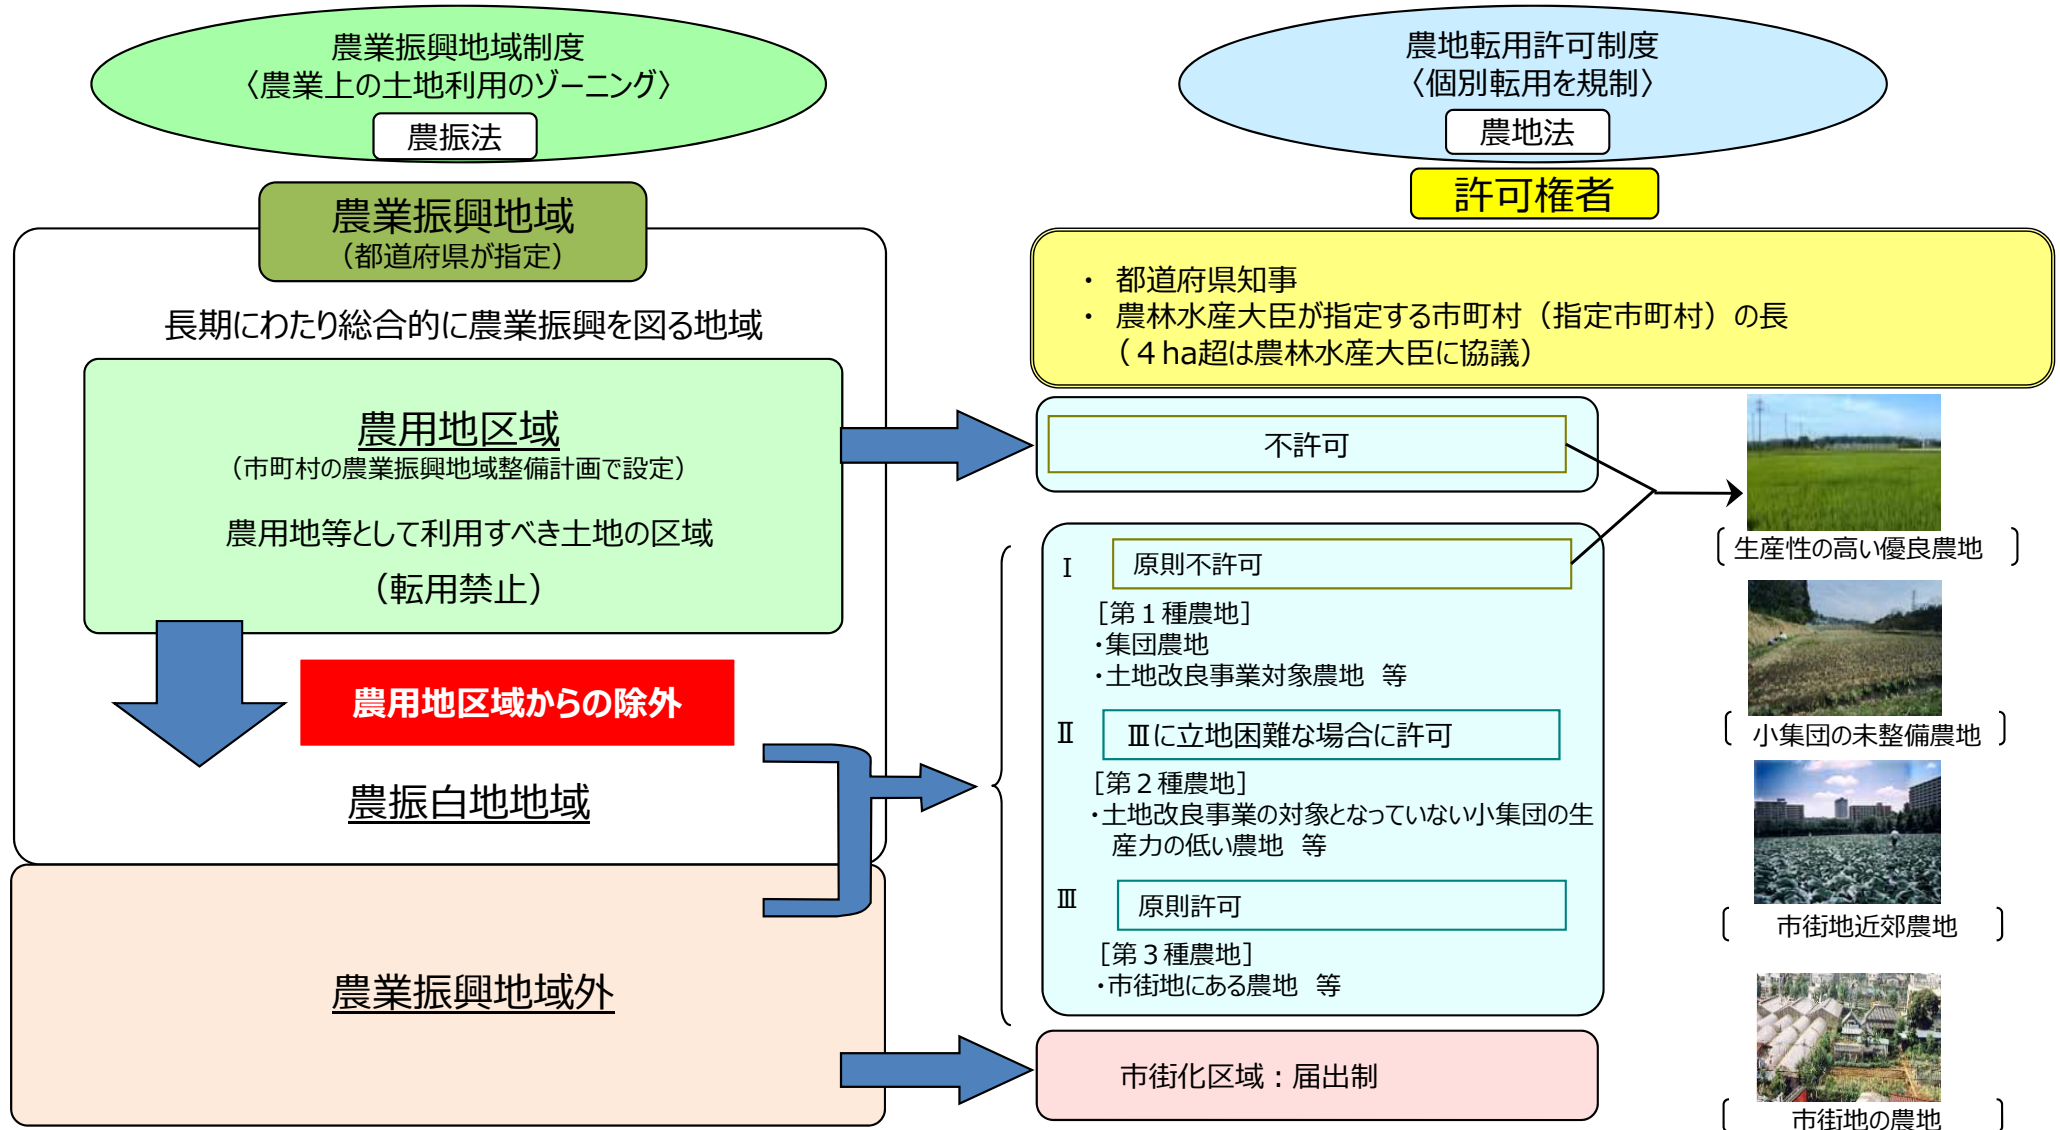 農業振興地域制度
〈農業上の土地利用のゾーニング〉
農振法
農業振興地域
（都道府県が指定）
長期にわたり総合的に農業振興を図る地域
農用地区域
（市町村の農業振興地域整備計画で設定）
農用地等として利用すべき土地の区域
（転用禁止）
農用地区域からの除外
農振白地地域
農業振興地域外
農地転用許可制度
〈個別転用を規制〉
農地法
許可権者
・ 都道府県知事
・ 農林水産大臣が指定する市町村（指定市町村）の長
（４ha超は農林水産大臣に協議）
不許可
Ⅰ 原則不許可
［第１種農地］
・集団農地
・土地改良事業対象農地 等
Ⅱ Ⅲに立地困難な場合に許可
［第２種農地］
・土地改良事業の対象となっていない小集団の生
産力の低い農地 等
Ⅲ 原則許可
［第３種農地］
・市街地にある農地 等
市街化区域：届出制
〔生産性の高い優良農地〕
〔小集団の未整備農地〕
〔市街地近郊農地〕
〔市街地の農地〕